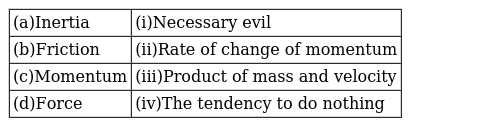 (a)Inertia (i)Necessary evil
(b)Friction (ii)Rate of change of momentum
(c)Momentum (iii)Product of mass and velocity
(d)Force (iv)The tendency to do nothing